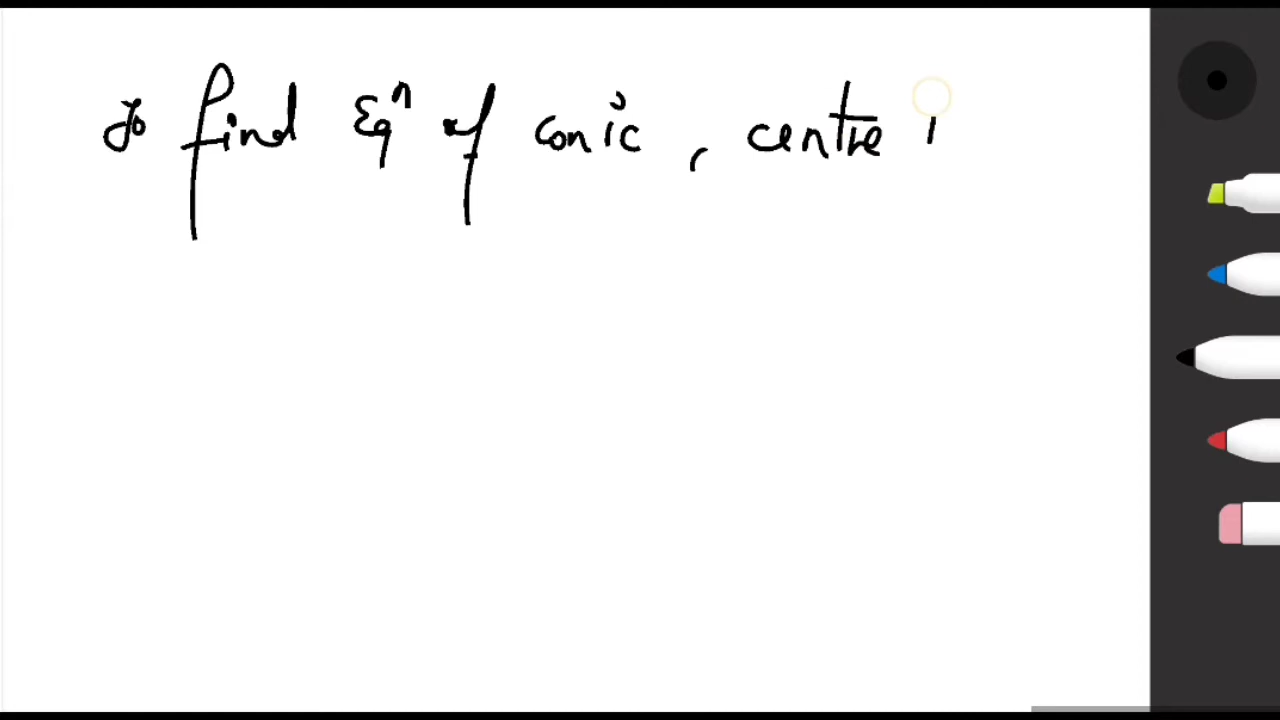 To find Eqⁿ of conic, centre i